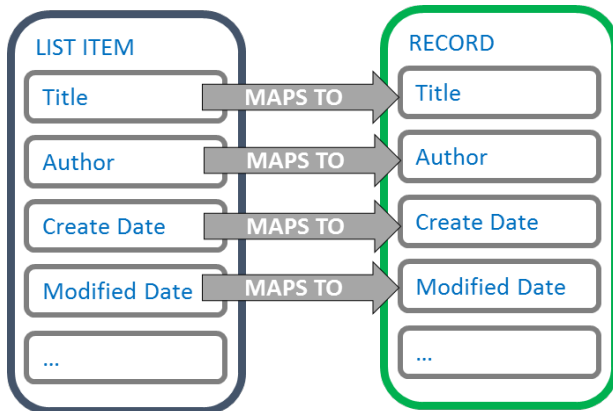 LIST ITEM
Title
Author
Create Date
Modified Date
...
MAPS TO
MAPS TO
MAPS TO
MAPS TO
RECORD
Title
Author
Create Date
Modified Date
...